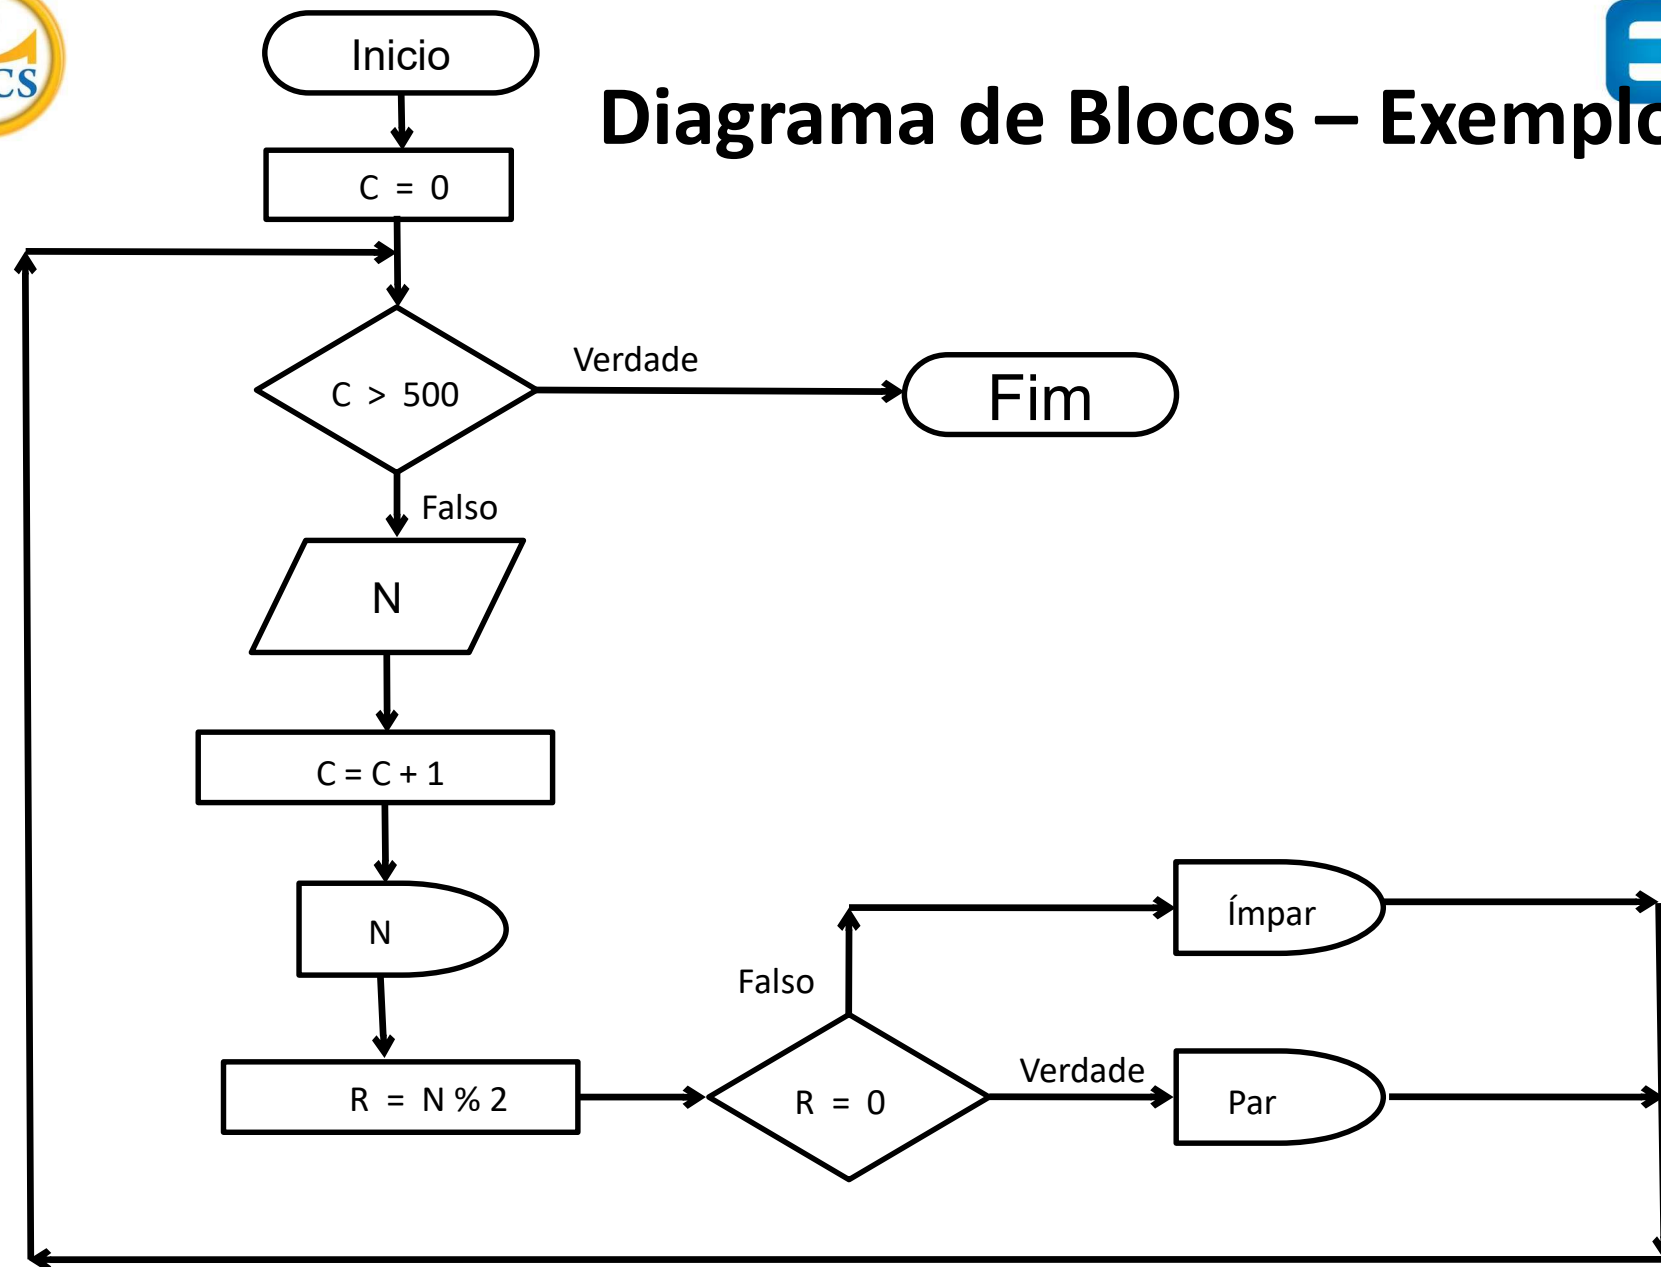 Inicio
Diagrama de Blocos – Exemplo
C = 0
C > 500
Verdade
Fim
Falso
N
C = C + 1
N
Ímpar
Falso
R = N % 2
R = 0
Verdade
Par